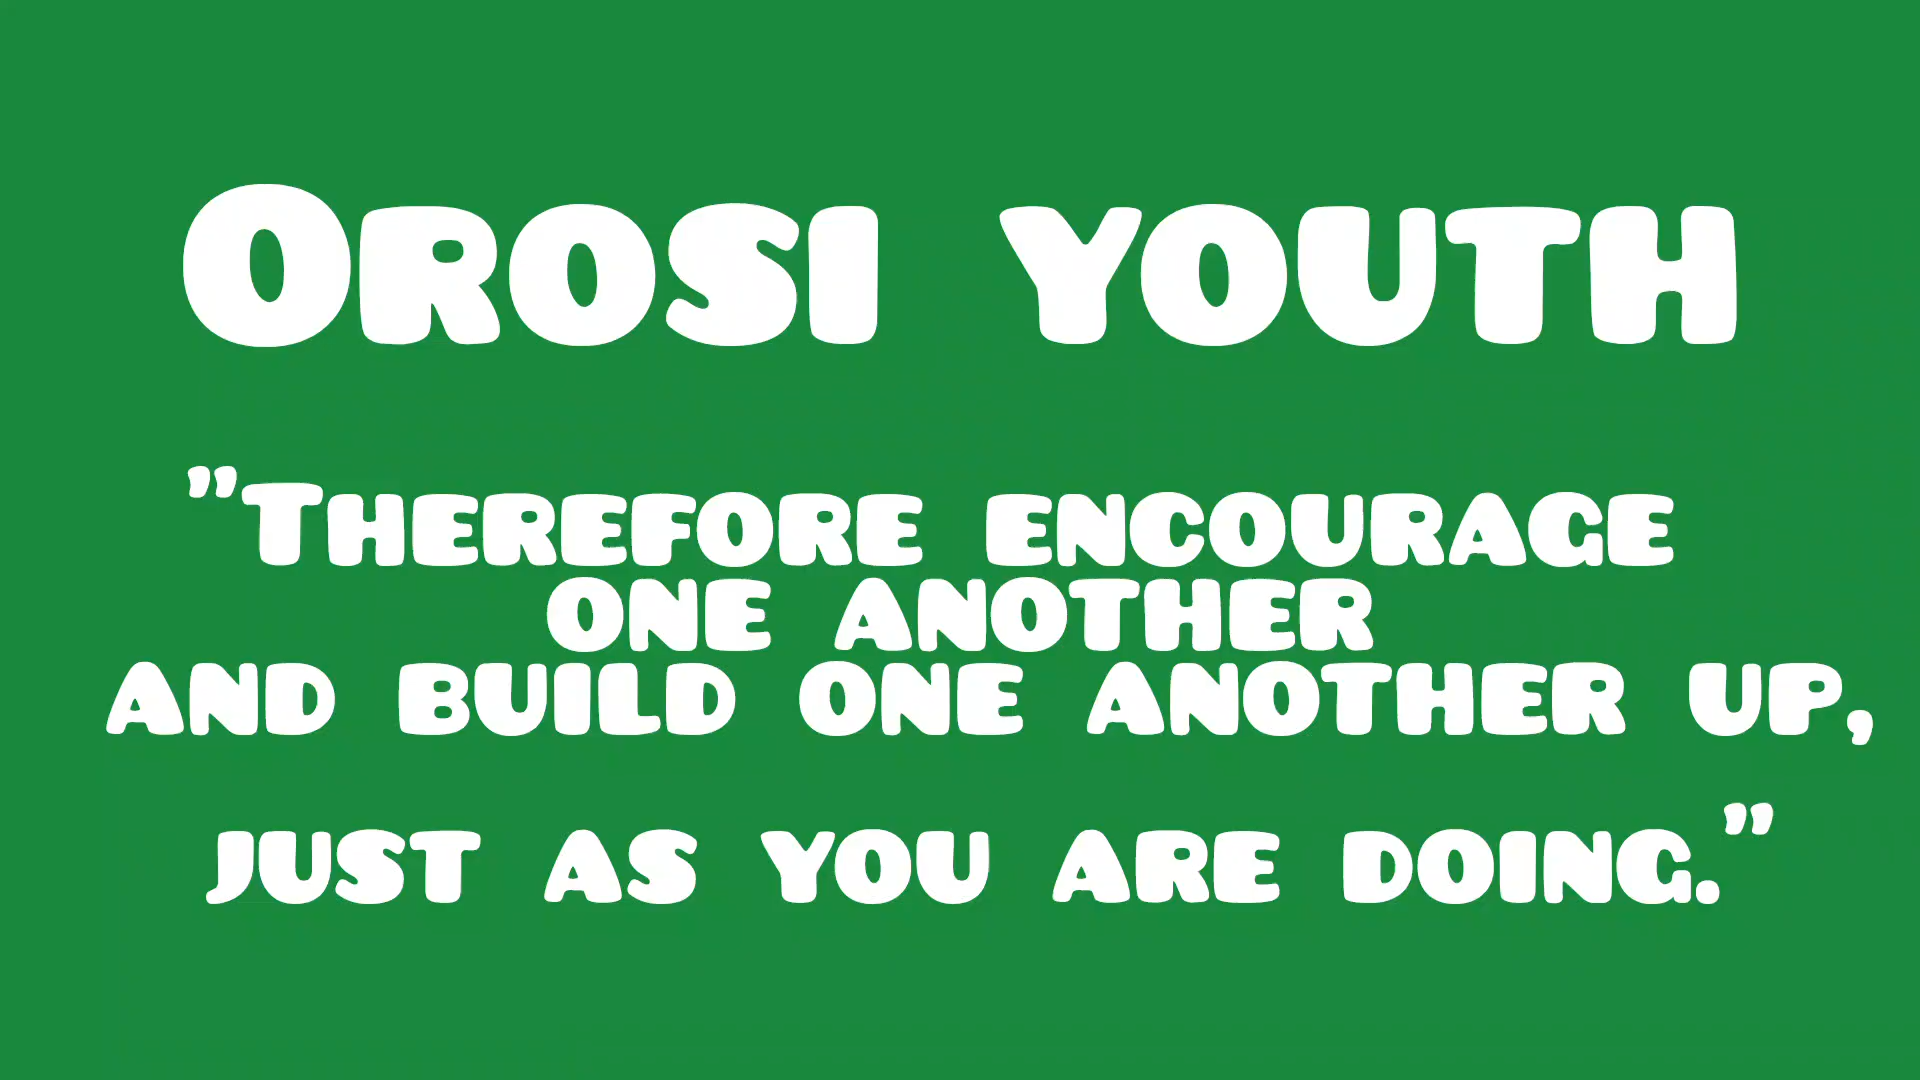 Orosi youth
"Therefore encourage
one another
and build one another up,
just as you are doing."